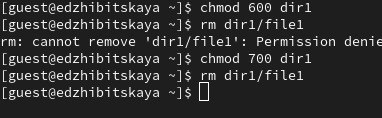 [guest@edzhibitskaya ~]$ chmod 600 dir1
[guest@edzhibitskaya ~]$ rm dir1/file1
rm: cannot remove 'dir1/file1': Permission denie
[guest@edzhibitskaya ~]$ chmod 700 dir1
[guest@edzhibitskaya ~]$ rm dir1/file1
[guest@edzhibitskaya ~]$